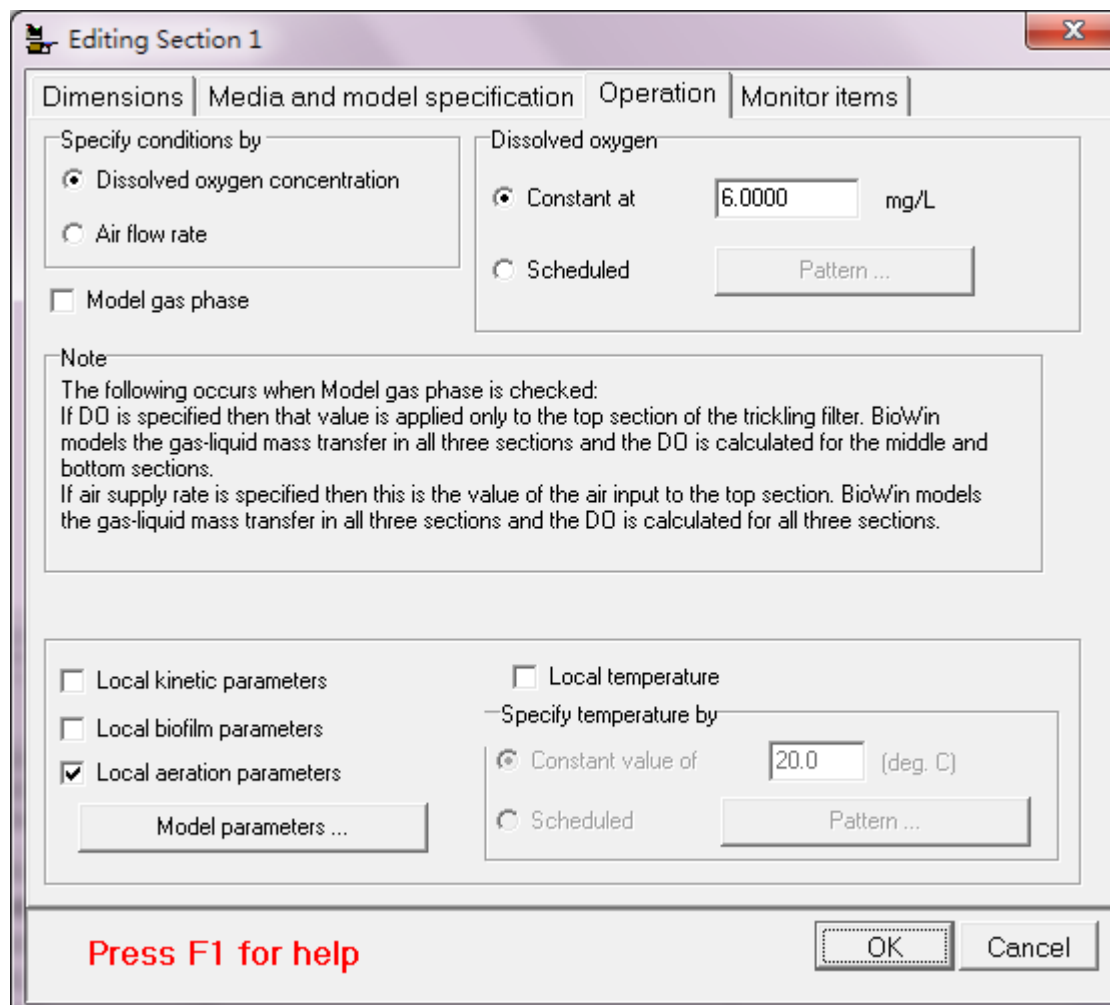 Editing Section 1
x
Dimensions Media and model specification Operation Monitor items
Specify conditions by
Dissolved oxygen concentration
Air flow rate
Dissolved oxygen
Constant at 6.0000 mg/L
Scheduled Pattern ...
Model gas phase
Note
The following occurs when Model gas phase is checked:
If DO is specified then that value is applied only to the top section of the trickling filter. BioWin
models the gas-liquid mass transfer in all three sections and the DO is calculated for the middle and
bottom sections.
If air supply rate is specified then this is the value of the air input to the top section. BioWin models
the gas-liquid mass transfer in all three sections and the DO is calculated for all three sections.
Local kinetic parameters
Local biofilm parameters
Local aeration parameters
Model parameters ...
Local temperature
Specify temperature by
Constant value of 20.0 (deg. C)
Scheduled Pattern ...
Press F1 for help
OK Cancel